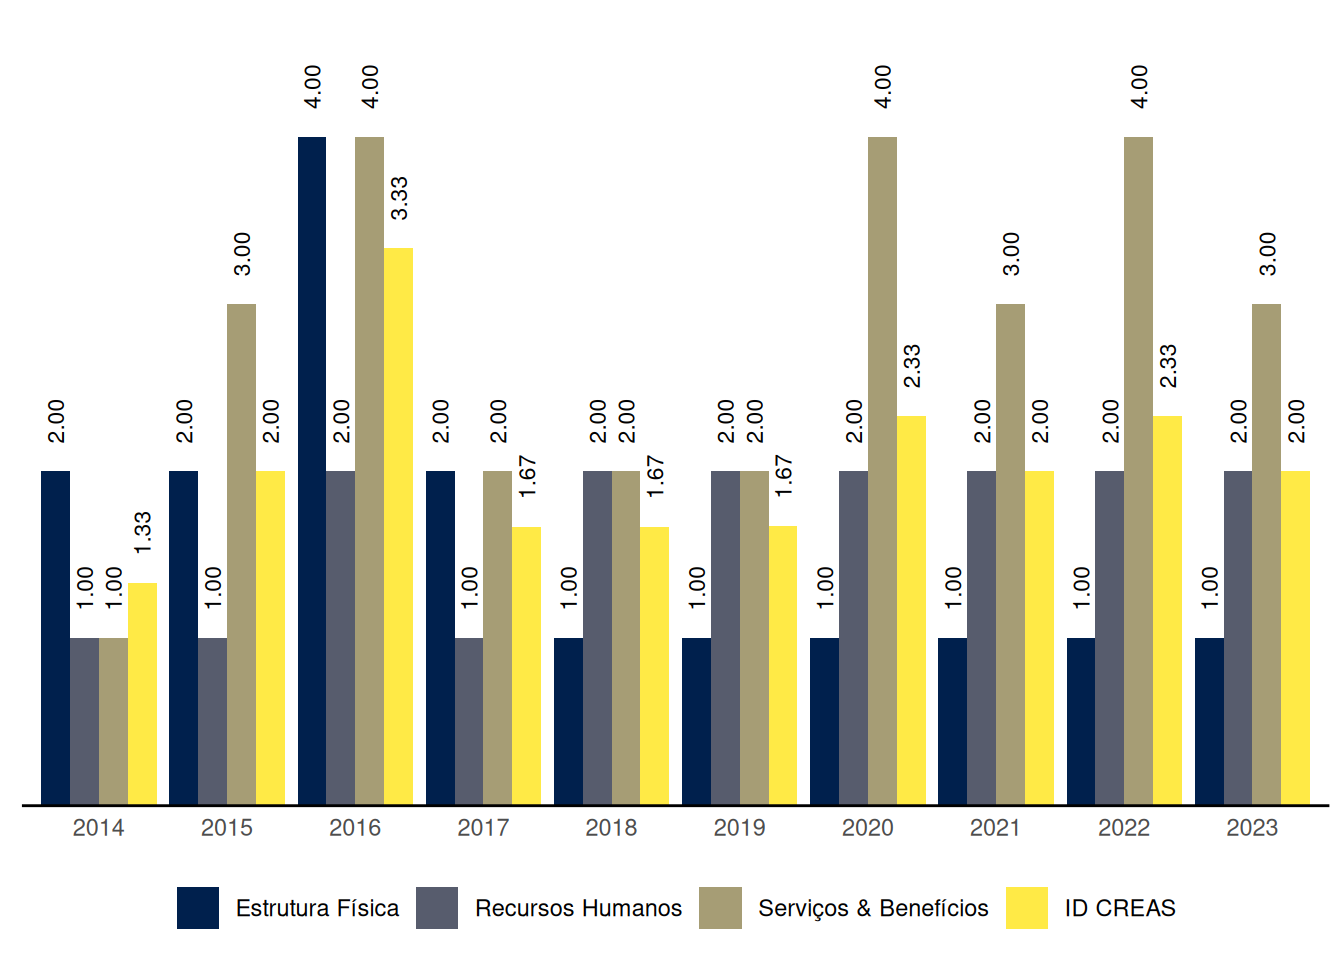 4.00 4.00 4.00 4.00
3.33
3.00 3.00 3.00
2.33 2.33
2.00 2.00 2.00 2.00 2.00 2.00 2.00 2.00 2.00 2.00 2.00 2.00 2.00 2.00 2.00 2.00
1.67 1.67 1.67
1.33
1.00 1.00 1.00 1.00 1.00 1.00 1.00 1.00 1.00 1.00
2014 2015 2016 2017 2018 2019 2020 2021 2022 2023
Estrutura Física Recursos Humanos Serviços & Benefícios ID CREAS